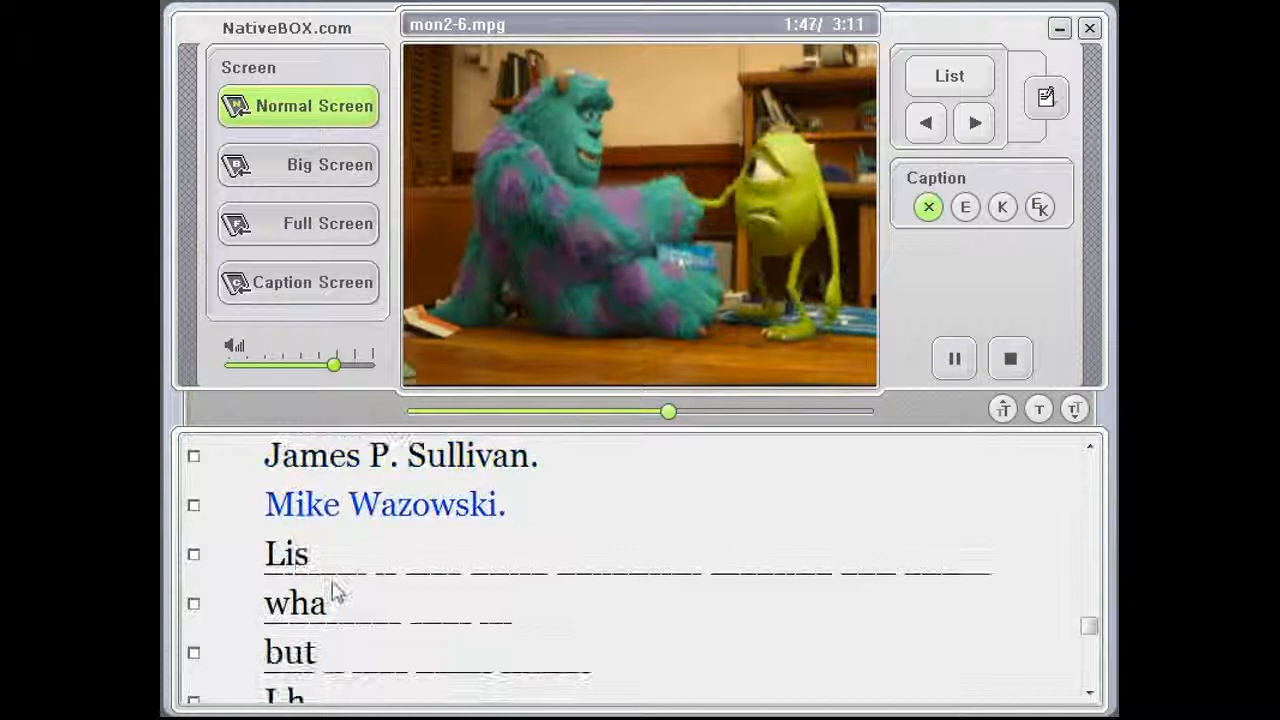 NativeBOX.com
mon2-6.mpg 1:47/ 3:11
Screen
Normal Screen
Big Screen
Full Screen
Caption Screen
List
Caption
X E K EK
T T T
James P. Sullivan.
Mike Wazowski.
Lis
wha
but
I h